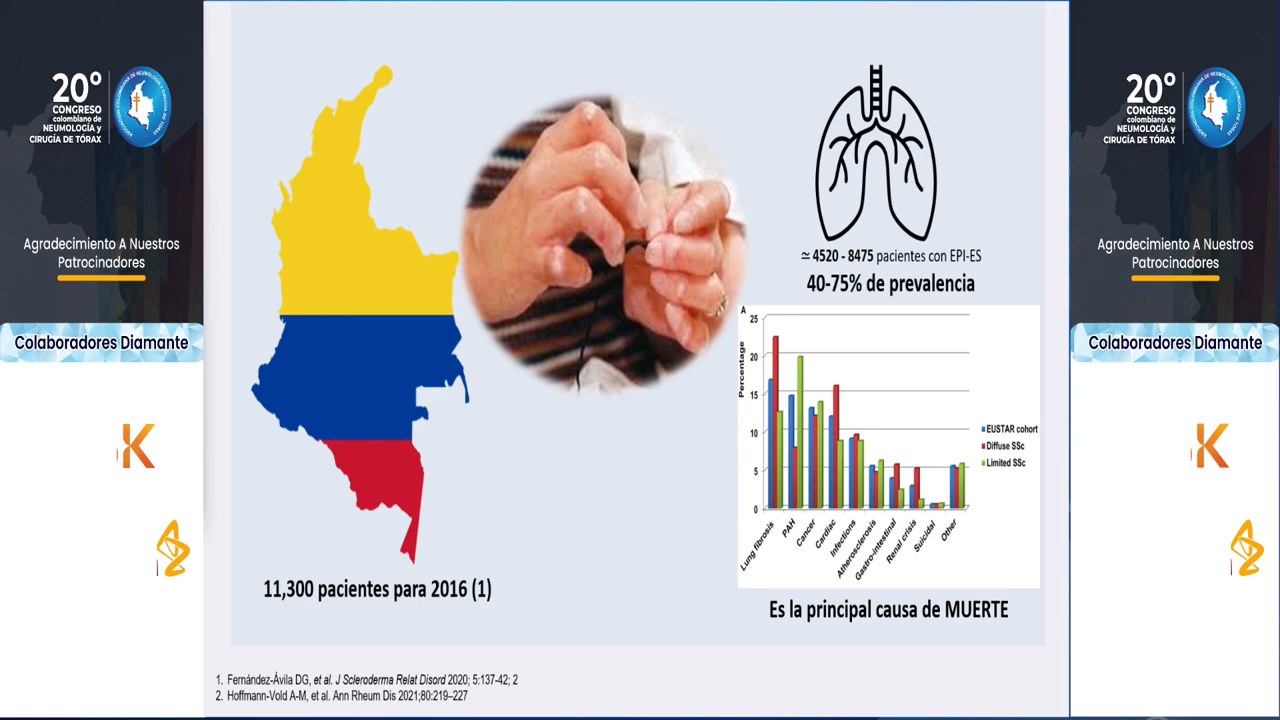 20°
CONGRESO
colombiano de
NEUMOLOGÍA y
CIRUGÍA DE TÓRAX
Agradecimiento A Nuestros
Patrocinadores
Colaboradores Diamante
11,300 pacientes para 2016 (1)
≃ 4520 - 8475 pacientes con EPI-ES
40-75% de prevalencia
A
Percentage
25
20
15
10
5
0
Lung fibrosis
PAH
Cancer
Cardiac
Infections
Atherosclerosis
Gastro-intestinal
Renal crisis
Suicidal
Other
EUSTAR cohort
Diffuse SSc
Limited SSc
Es la principal causa de MUERTE
1. Fernández-Ávila DG, et al. J Scleroderma Relat Disord 2020; 5:137-42; 2
2. Hoffmann-Vold A-M, et al. Ann Rheum Dis 2021;80:219–227
20°
CONGRESO
colombiano de
NEUMOLOGÍA y
CIRUGÍA DE TÓRAX
Agradecimiento A Nuestros
Patrocinadores
Colaboradores Diamante